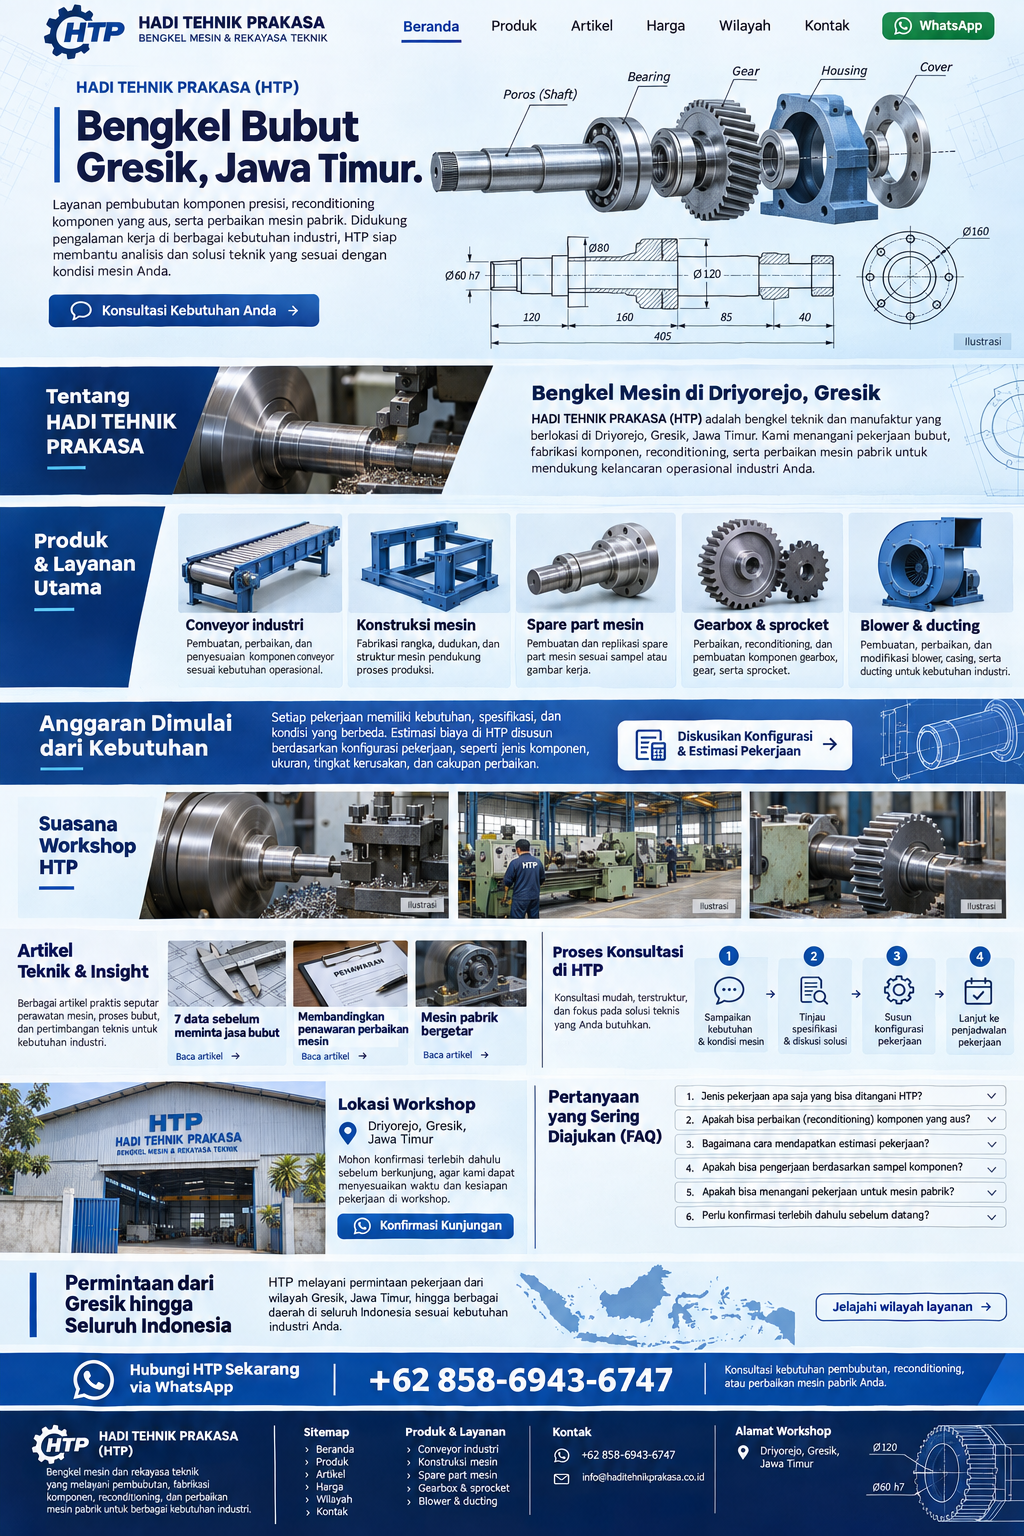 HTP
HADI TEHNIK PRAKASA
BENGKEL MESIN & REKAYASA TEKNIK
Beranda
Produk
Artikel
Harga
Wilayah
Kontak
WhatsApp
HADI TEHNIK PRAKASA (HTP)
Bengkel Bubut
Gresik, Jawa Timur.
Layanan pembubutan komponen presisi, reconditioning
komponen yang aus, serta perbaikan mesin pabrik. Didukung
pengalaman kerja di berbagai kebutuhan industri, HTP siap
membantu analisis dan solusi teknik yang sesuai dengan
kondisi mesin Anda.
Konsultasi Kebutuhan Anda →
Poros (Shaft)
Bearing
Gear
Housing
Cover
Ø60 h7
Ø80
Ø120
Ø160
120
160
85
40
405
Ilustrasi
Tentang
HADI TEHNIK
PRAKASA
Bengkel Mesin di Driyorejo, Gresik
HADI TEHNIK PRAKASA (HTP) adalah bengkel teknik dan manufaktur yang
berlokasi di Driyorejo, Gresik, Jawa Timur. Kami menangani pekerjaan bubut,
fabrikasi komponen, reconditioning, serta perbaikan mesin pabrik untuk
mendukung kelancaran operasional industri Anda.
Produk
& Layanan
Utama
Conveyor industri
Pembuatan, perbaikan, dan
penyesuaian komponen conveyor
sesuai kebutuhan operasional.
Konstruksi mesin
Fabrikasi rangka, dudukan, dan
struktur mesin pendukung
proses produksi.
Spare part mesin
Pembuatan dan replikasi spare
part mesin sesuai sampel atau
gambar kerja.
Gearbox & sprocket
Perbaikan, reconditioning, dan
pembuatan komponen gearbox,
gear, serta sprocket.
Blower & ducting
Pembuatan, perbaikan, dan
modifikasi blower, casing, serta
ducting untuk kebutuhan industri.
Anggaran Dimulai
dari Kebutuhan
Setiap pekerjaan memiliki kebutuhan, spesifikasi, dan
kondisi yang berbeda. Estimasi biaya di HTP disusun
berdasarkan konfigurasi pekerjaan, seperti jenis komponen,
ukuran, tingkat kerusakan, dan cakupan perbaikan.
Diskusikan Konfigurasi
& Estimasi Pekerjaan →
Suasana
Workshop
HTP
Ilustrasi
HTP
Ilustrasi
Ilustrasi
Artikel
Teknik & Insight
Berbagai artikel praktis seputar
perawatan mesin, proses bubut,
dan pertimbangan teknis untuk
kebutuhan industri.
7 data sebelum
meminta jasa bubut
Baca artikel →
PENAWARAN
Membandingkan
penawaran perbaikan
mesin
Baca artikel →
Mesin pabrik
bergetar
Baca artikel →
Proses Konsultasi
di HTP
Konsultasi mudah, terstruktur,
dan fokus pada solusi teknis
yang Anda butuhkan.
1
Sampaikan
kebutuhan
& kondisi mesin
2
Tinjau
spesifikasi
& diskusi solusi
3
Susun
konfigurasi
pekerjaan
4
Lanjut ke
penjadwalan
pekerjaan
HTP
HADI TEHNIK PRAKASA
BENGKEL MESIN & REKAYASA TEKNIK
Lokasi Workshop
Driyorejo, Gresik,
Jawa Timur
Mohon konfirmasi terlebih dahulu
sebelum berkunjung, agar kami dapat
menyesuaikan waktu dan kesiapan
pekerjaan di workshop.
Konfirmasi Kunjungan
Pertanyaan
yang Sering
Diajukan (FAQ)
1. Jenis pekerjaan apa saja yang bisa ditangani HTP?
2. Apakah bisa perbaikan (reconditioning) komponen yang aus?
3. Bagaimana cara mendapatkan estimasi pekerjaan?
4. Apakah bisa pengerjaan berdasarkan sampel komponen?
5. Apakah bisa menangani pekerjaan untuk mesin pabrik?
6. Perlu konfirmasi terlebih dahulu sebelum datang?
Permintaan dari
Gresik hingga
Seluruh Indonesia
HTP melayani permintaan pekerjaan dari
wilayah Gresik, Jawa Timur, hingga berbagai
daerah di seluruh Indonesia sesuai kebutuhan
industri Anda.
Jelajahi wilayah layanan →
Hubungi HTP Sekarang
via WhatsApp
+62 858-6943-6747
Konsultasi kebutuhan pembubutan, reconditioning,
atau perbaikan mesin pabrik Anda.
HTP
HADI TEHNIK PRAKASA
(HTP)
Bengkel mesin dan rekayasa teknik
yang melayani pembubutan, fabrikasi
komponen, reconditioning, dan perbaikan
mesin pabrik untuk berbagai kebutuhan industri.
Sitemap
› Beranda
› Produk
› Artikel
› Harga
› Wilayah
› Kontak
Produk & Layanan
› Conveyor industri
› Konstruksi mesin
› Spare part mesin
› Gearbox & sprocket
› Blower & ducting
Kontak
+62 858-6943-6747
info@haditehnikprakasa.co.id
Alamat Workshop
Driyorejo, Gresik,
Jawa Timur
Ø120
Ø60 h7